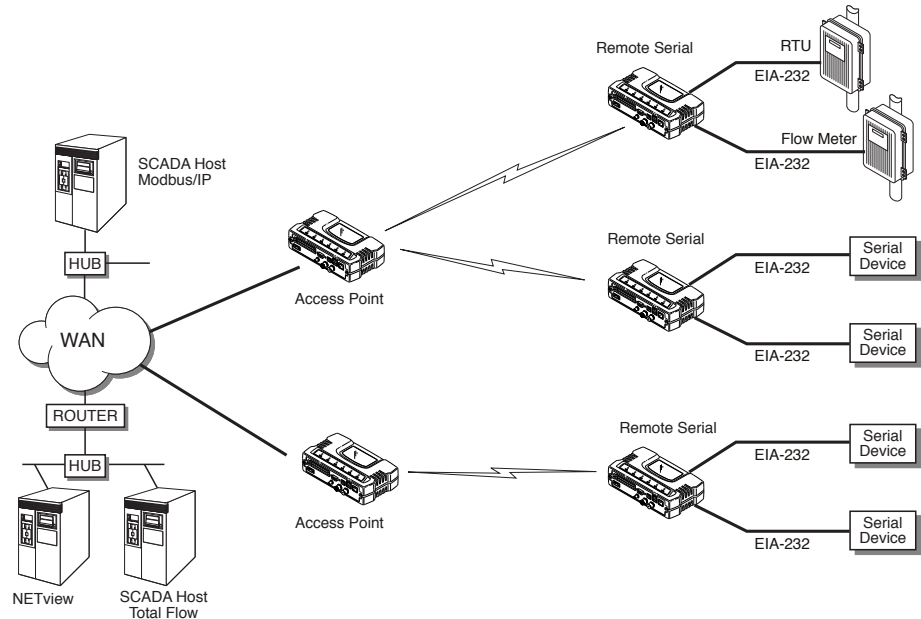 Remote Serial
RTU
EIA-232
Flow Meter
EIA-232
SCADA Host
Modbus/IP
HUB
Access Point
Remote Serial
EIA-232
Serial
Device
EIA-232
Serial
Device
WAN
ROUTER
HUB
NETview
SCADA Host
Total Flow
Access Point
Remote Serial
EIA-232
Serial
Device
EIA-232
Serial
Device